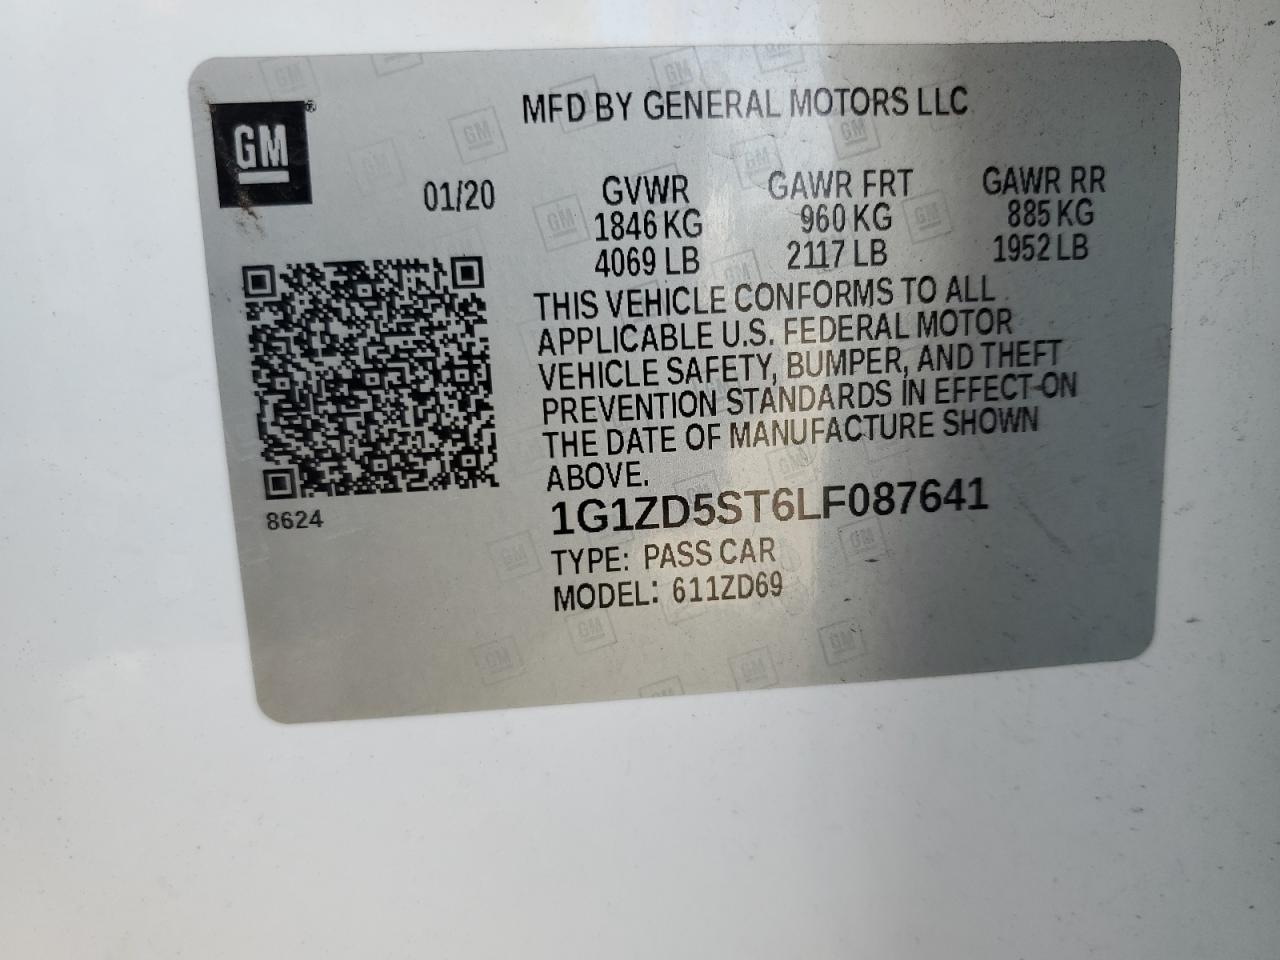 GM®
MFD BY GENERAL MOTORS LLC
01/20
GVWR GAWR FRT GAWR RR
1846 KG 960 KG 885 KG
4069 LB 2117 LB 1952 LB
THIS VEHICLE CONFORMS TO ALL
APPLICABLE U.S. FEDERAL MOTOR
VEHICLE SAFETY, BUMPER, AND THEFT
PREVENTION STANDARDS IN EFFECT ON
THE DATE OF MANUFACTURE SHOWN
ABOVE.
8624
1G1ZD5ST6LF087641
TYPE: PASS CAR
MODEL: 611ZD69